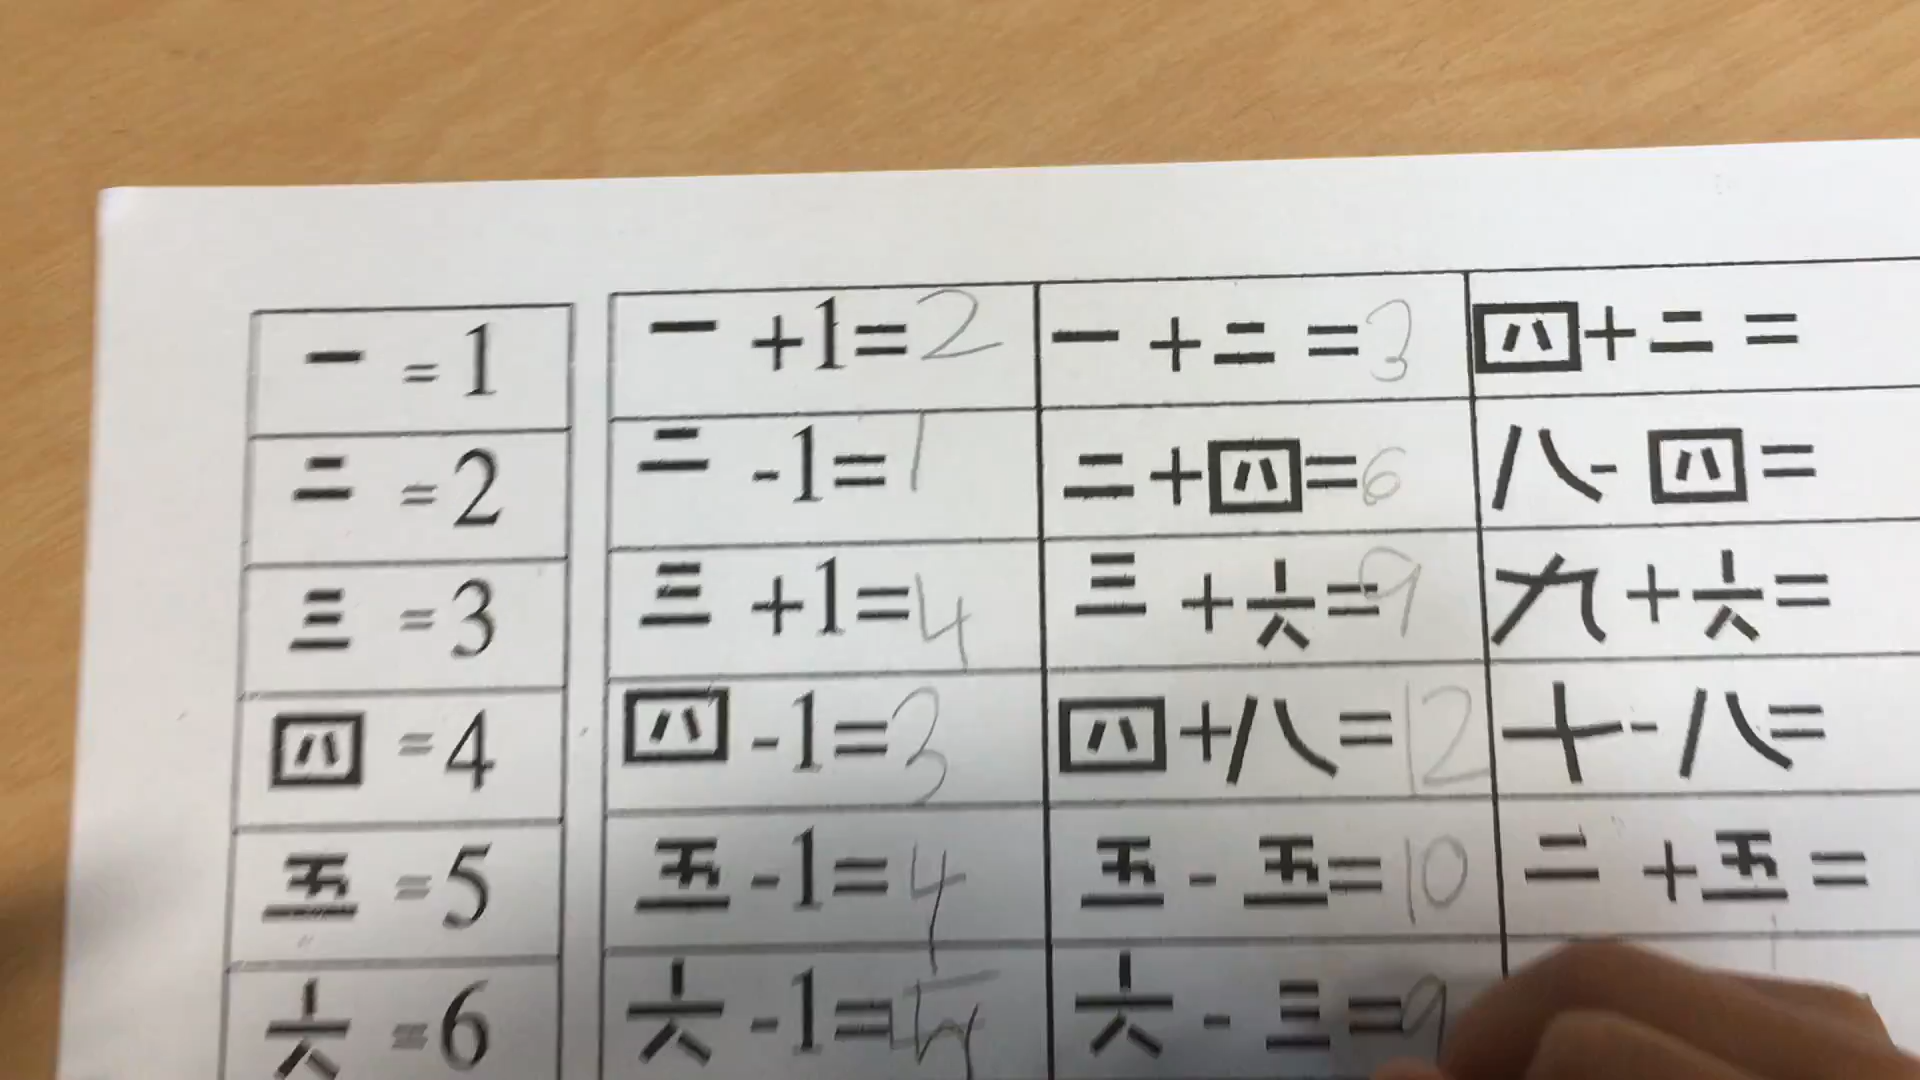 一 =1
二 =2
三 =3
四 =4
五 =5
六 =6
一 +1=2
二 -1=1
三 +1=4
四 -1=3
五 -1=4
六 -1=
一 +二 =3
二+四=6
三 +六=9
四+八=12
五 - 五=10
六 - 三=9
四+二 =
八- 四=
九+六=
十-八=
二 +五 =